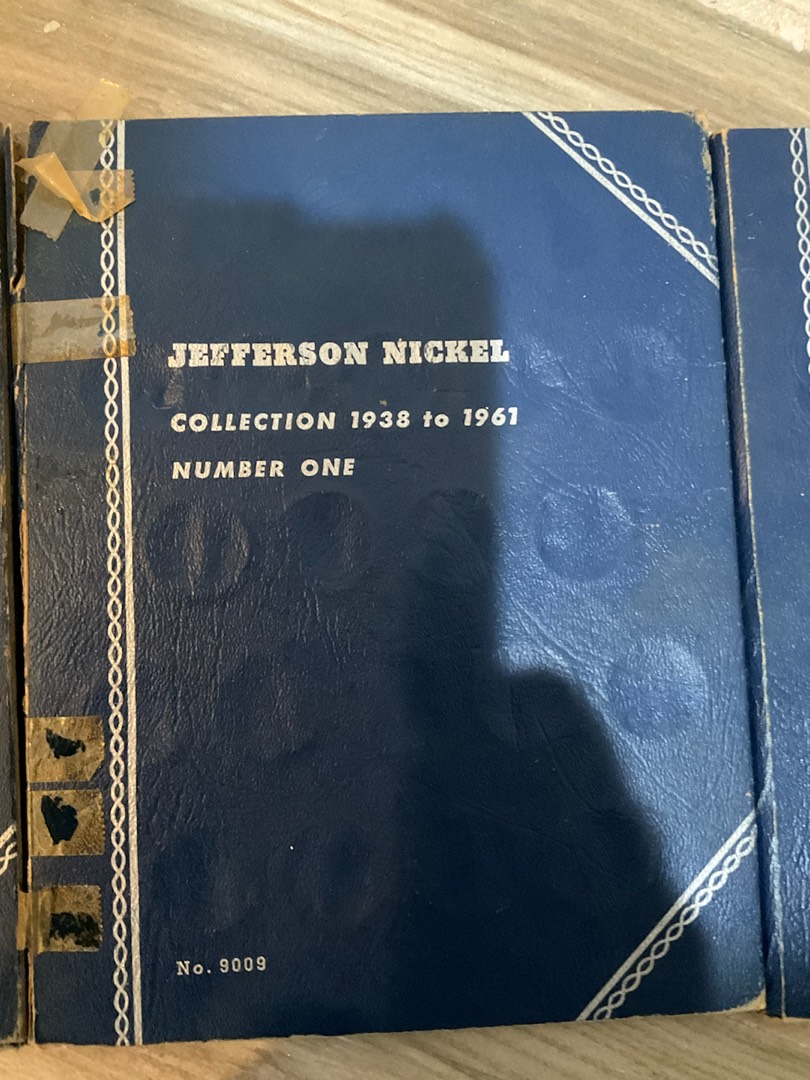 JEFFERSON NICKEL
COLLECTION 1938 to 1961
NUMBER ONE
No. 9009